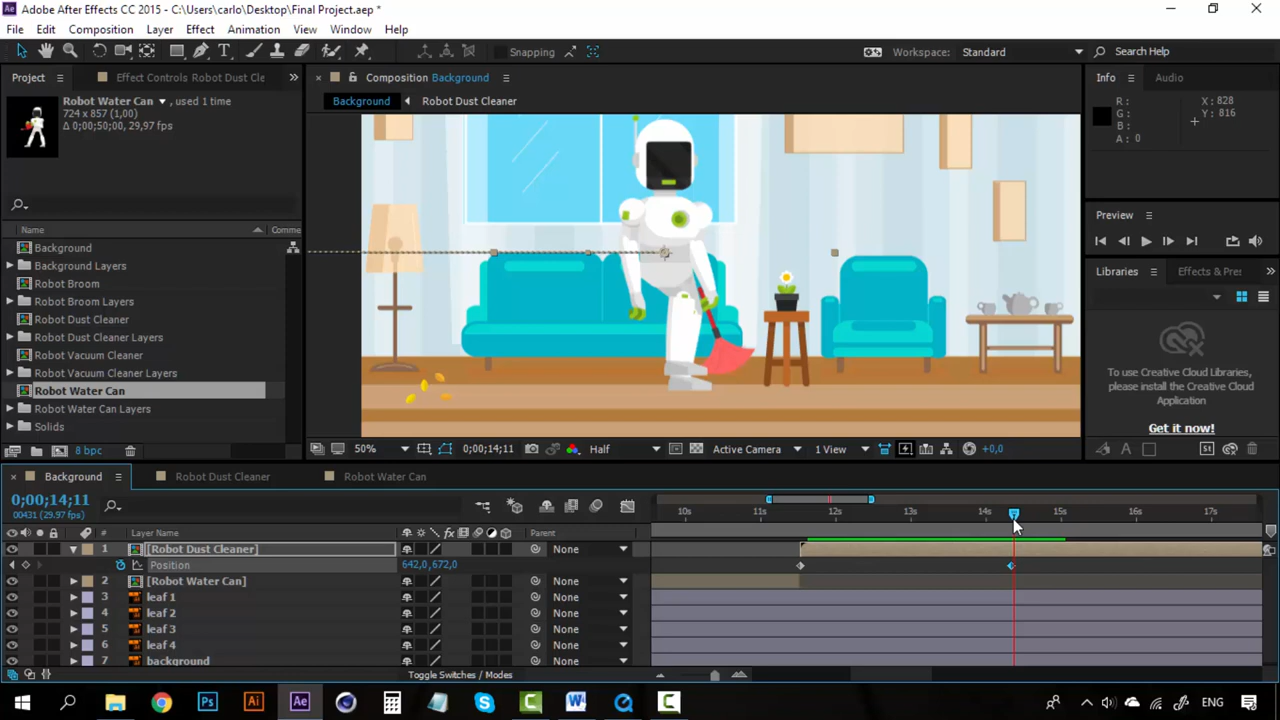 Adobe After Effects CC 2015 - C:\Users\carlo\Desktop\Final Project.aep *
File Edit Composition Layer Effect Animation View Window Help
Snapping Workspace: Standard Search Help
Project Effect Controls Robot Dust Cle
Composition Background
Info Audio
Robot Water Can , used 1 time
724 x 857 (1,00)
Δ 0;00;50;00, 29,97 fps
Background Robot Dust Cleaner
R: X: 828
G: Y: 816
B:
A: 0
Preview
Name Comme
Background
Background Layers
Robot Broom
Robot Broom Layers
Robot Dust Cleaner
Robot Dust Cleaner Layers
Robot Vacuum Cleaner
Robot Vacuum Cleaner Layers
Robot Water Can
Robot Water Can Layers
Solids
8 bpc
Libraries Effects & Pres
To use Creative Cloud Libraries,
please install the Creative Cloud
Application
Get it now!
50% 0;00;14;11 Half Active Camera 1 View +0,0
Background Robot Dust Cleaner Robot Water Can
0;00;14;11
00431 (29.97 fps)
10s 11s 12s 13s 14s 15s 16s 17s
# Layer Name Parent
1 [Robot Dust Cleaner] None
Position 642,0,672,0
2 [Robot Water Can] None
3 leaf 1 None
4 leaf 2 None
5 leaf 3 None
6 leaf 4 None
7 background None
Toggle Switches / Modes
Ps Ai Ae ENG